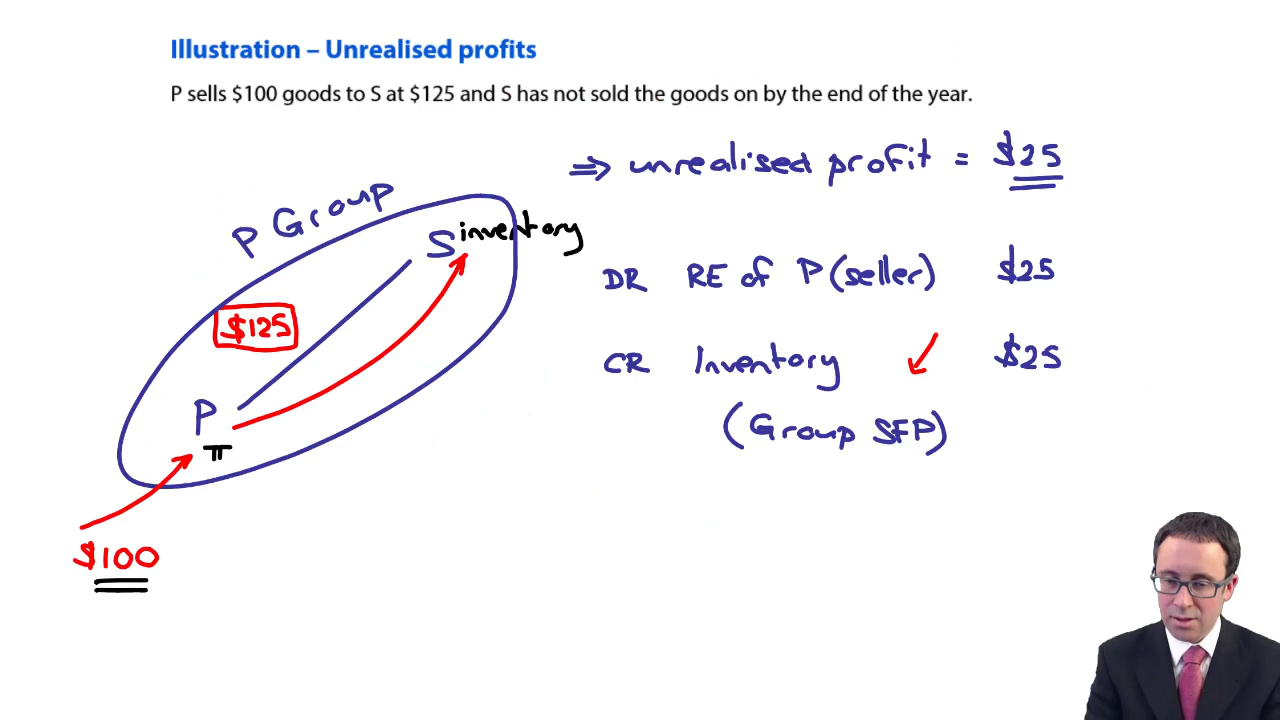 Illustration – Unrealised profits
P sells $100 goods to S at $125 and S has not sold the goods on by the end of the year.
⇒ unrealised profit = $25
P Group
S inventory
$125
P
π
$100
DR RE of P (seller) $25
CR Inventory $25
(Group SFP)